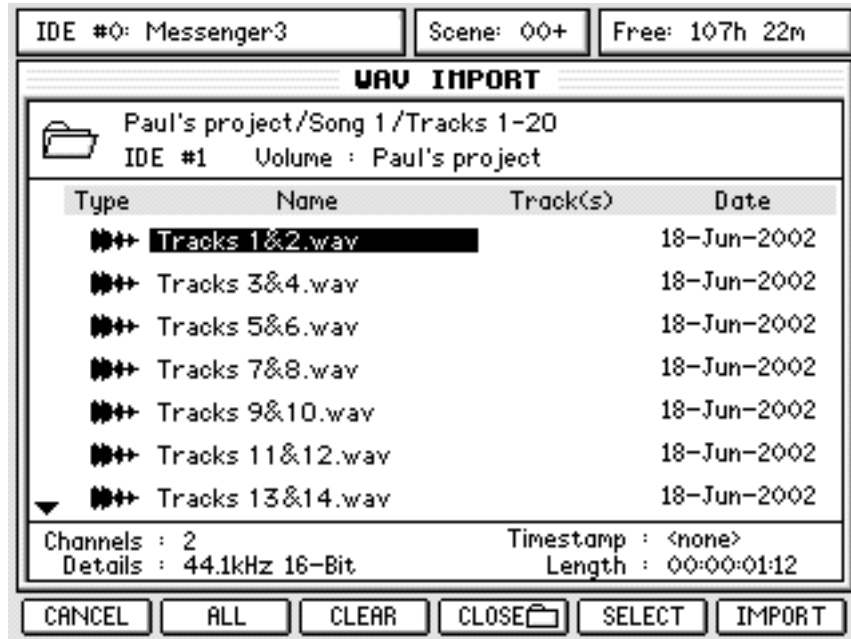 IDE #0: Messenger3 Scene: 00+ Free: 107h 22m
WAV IMPORT
Paul's project/Song 1/Tracks 1-20
IDE #1 Volume : Paul's project
Type Name Track(s) Date
Tracks 1&2.wav 18-Jun-2002
Tracks 3&4.wav 18-Jun-2002
Tracks 5&6.wav 18-Jun-2002
Tracks 7&8.wav 18-Jun-2002
Tracks 9&10.wav 18-Jun-2002
Tracks 11&12.wav 18-Jun-2002
Tracks 13&14.wav 18-Jun-2002
Channels : 2 Timestamp : <none>
Details : 44.1kHz 16-Bit Length : 00:00:01:12
CANCEL ALL CLEAR CLOSE SELECT IMPORT